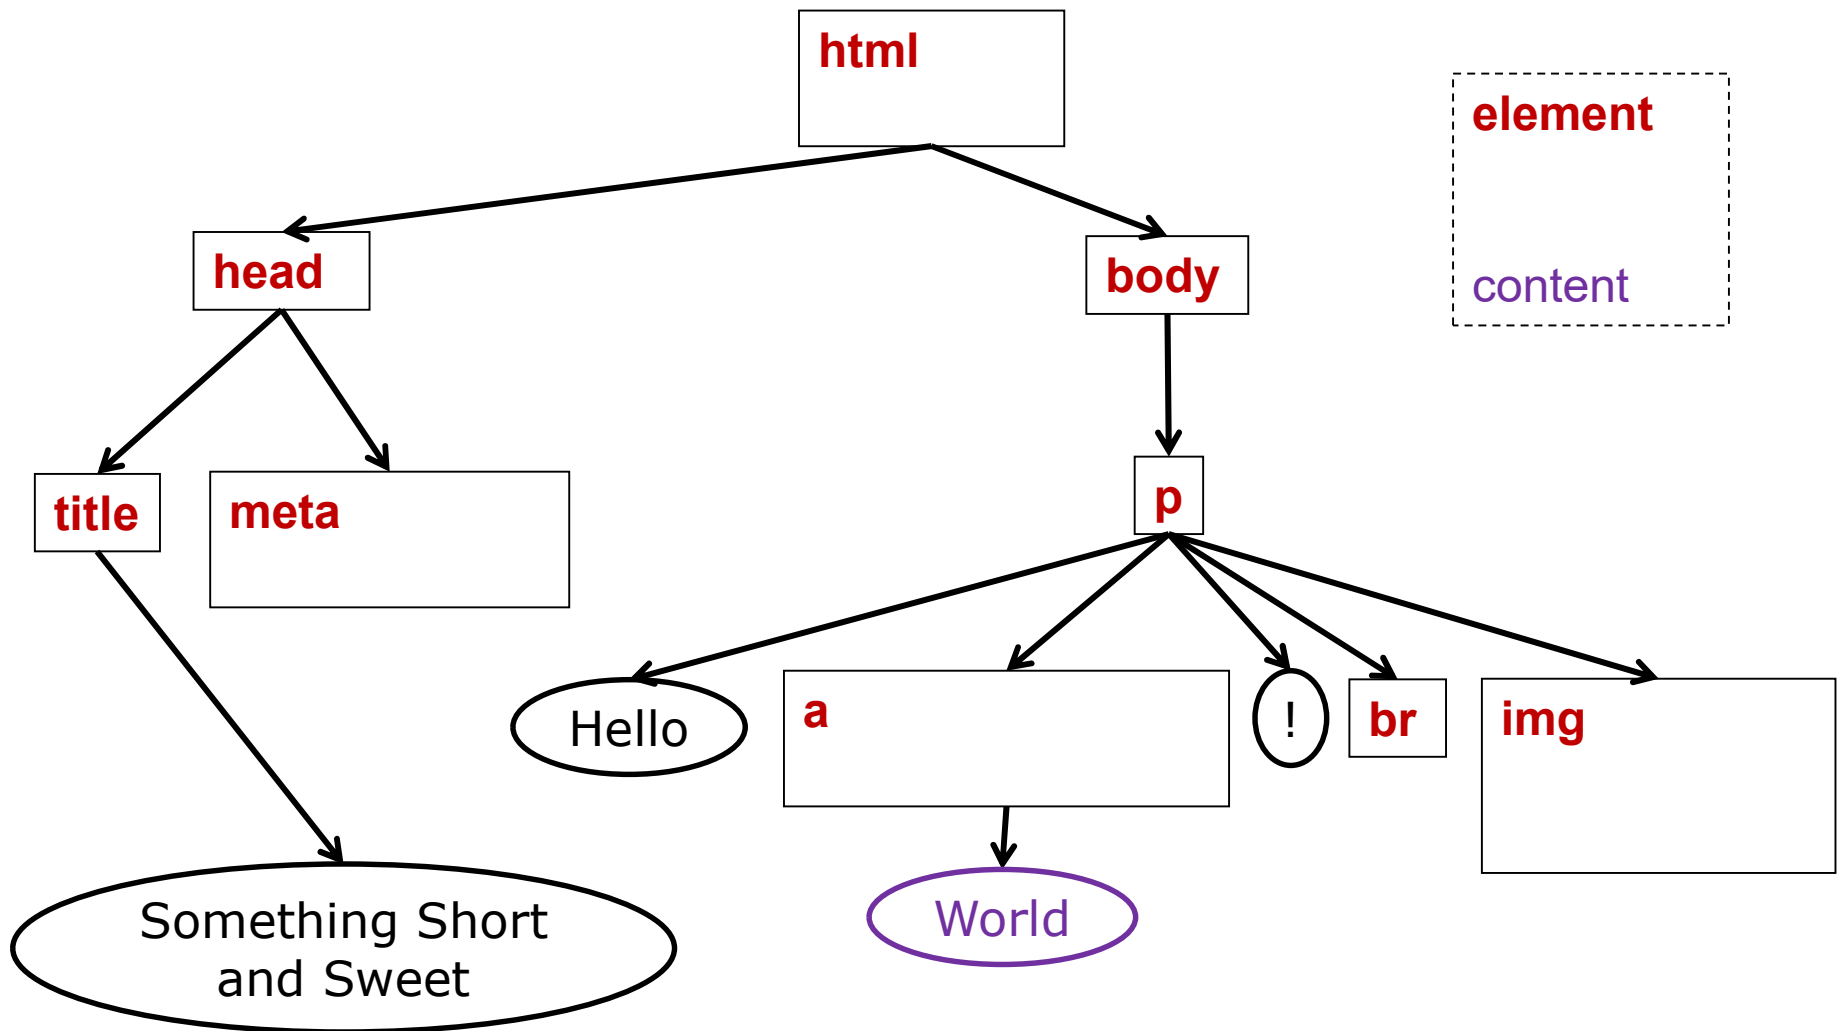 html
element
content
head
body
title
meta
p
Hello
a
!
br
img
World
Something Short
and Sweet